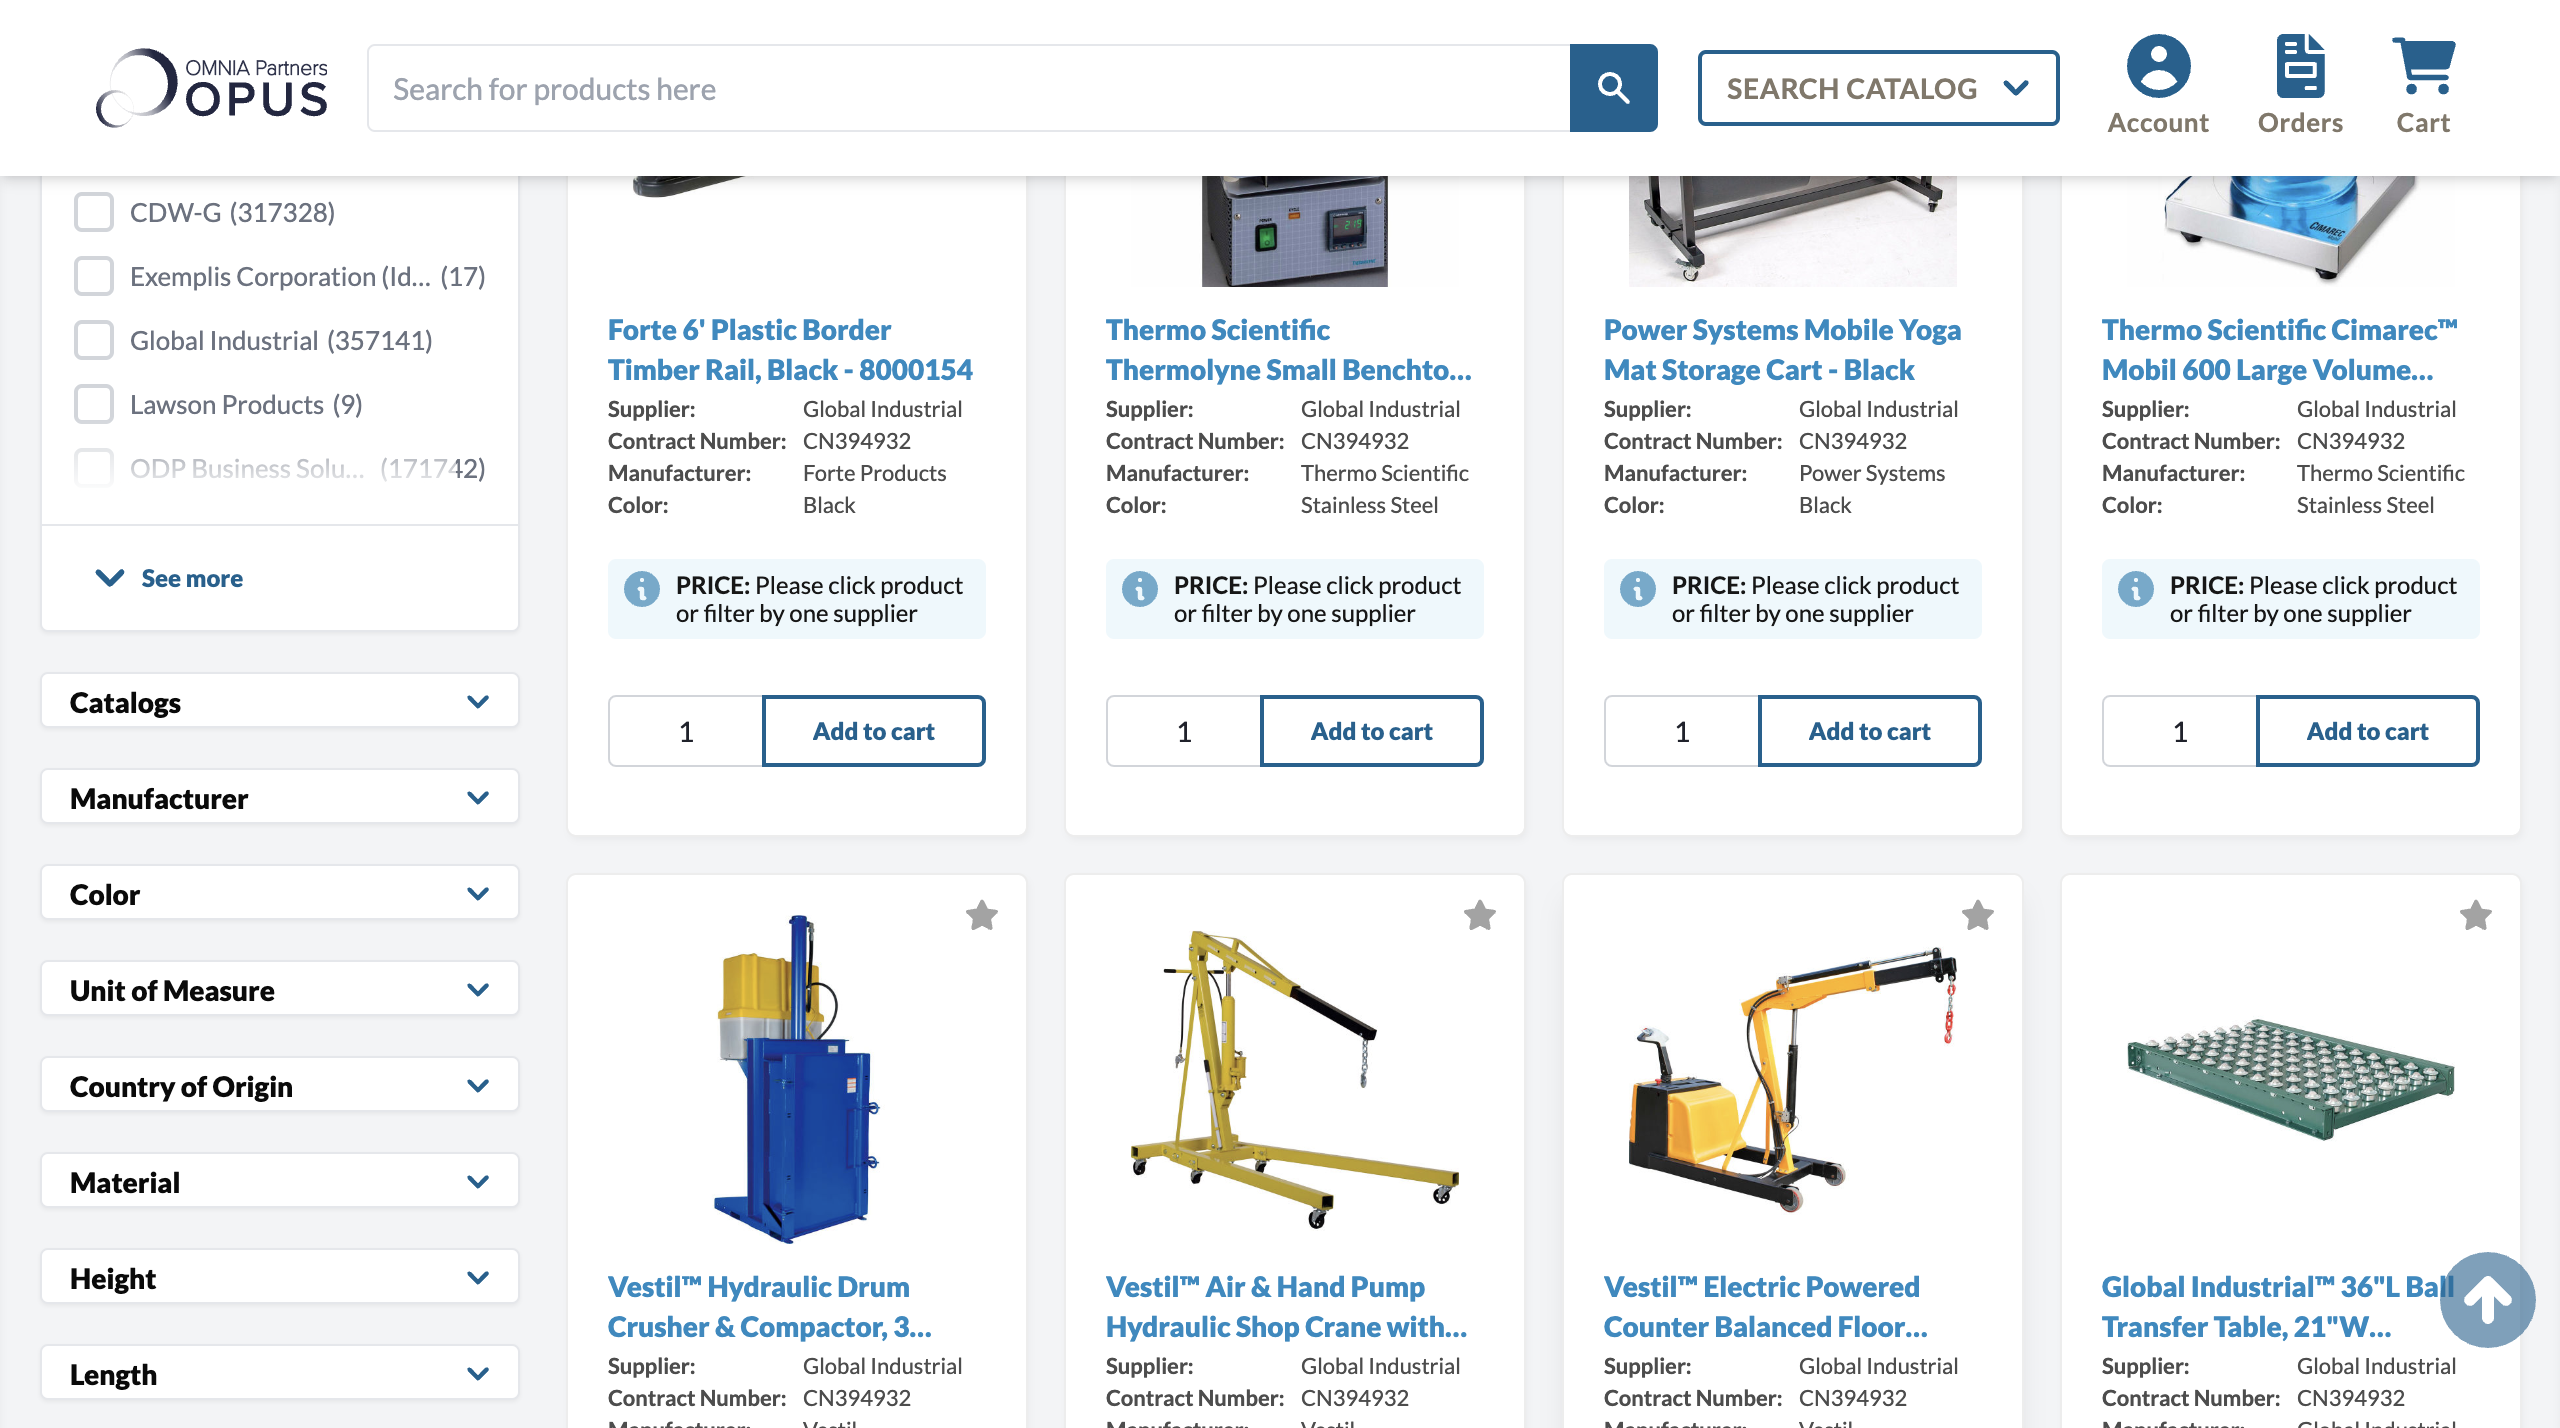 OMNIA Partners
OPUS
Search for products here
SEARCH CATALOG
Account
Orders
Cart
CDW-G (317328)
Exemplis Corporation (Id... (17)
Global Industrial (357141)
Lawson Products (9)
ODP Business Solu... (171742)
See more
Catalogs
Manufacturer
Color
Unit of Measure
Country of Origin
Material
Height
Length
Forte 6' Plastic Border
Timber Rail, Black - 8000154
Supplier: Global Industrial
Contract Number: CN394932
Manufacturer: Forte Products
Color: Black
PRICE: Please click product
or filter by one supplier
1 Add to cart
Thermo Scientific
Thermolyne Small Benchto...
Supplier: Global Industrial
Contract Number: CN394932
Manufacturer: Thermo Scientific
Color: Stainless Steel
PRICE: Please click product
or filter by one supplier
1 Add to cart
Power Systems Mobile Yoga
Mat Storage Cart - Black
Supplier: Global Industrial
Contract Number: CN394932
Manufacturer: Power Systems
Color: Black
PRICE: Please click product
or filter by one supplier
1 Add to cart
CIMAREC
Thermo Scientific Cimarec™
Mobil 600 Large Volume...
Supplier: Global Industrial
Contract Number: CN394932
Manufacturer: Thermo Scientific
Color: Stainless Steel
PRICE: Please click product
or filter by one supplier
1 Add to cart
Vestil™ Hydraulic Drum
Crusher & Compactor, 3...
Supplier: Global Industrial
Contract Number: CN394932
Manufacturer: Vestil
Vestil™ Air & Hand Pump
Hydraulic Shop Crane with...
Supplier: Global Industrial
Contract Number: CN394932
Manufacturer: Vestil
Vestil™ Electric Powered
Counter Balanced Floor...
Supplier: Global Industrial
Contract Number: CN394932
Manufacturer: Vestil
Global Industrial™ 36"L Ball
Transfer Table, 21"W...
Supplier: Global Industrial
Contract Number: CN394932
Manufacturer: Global Industrial